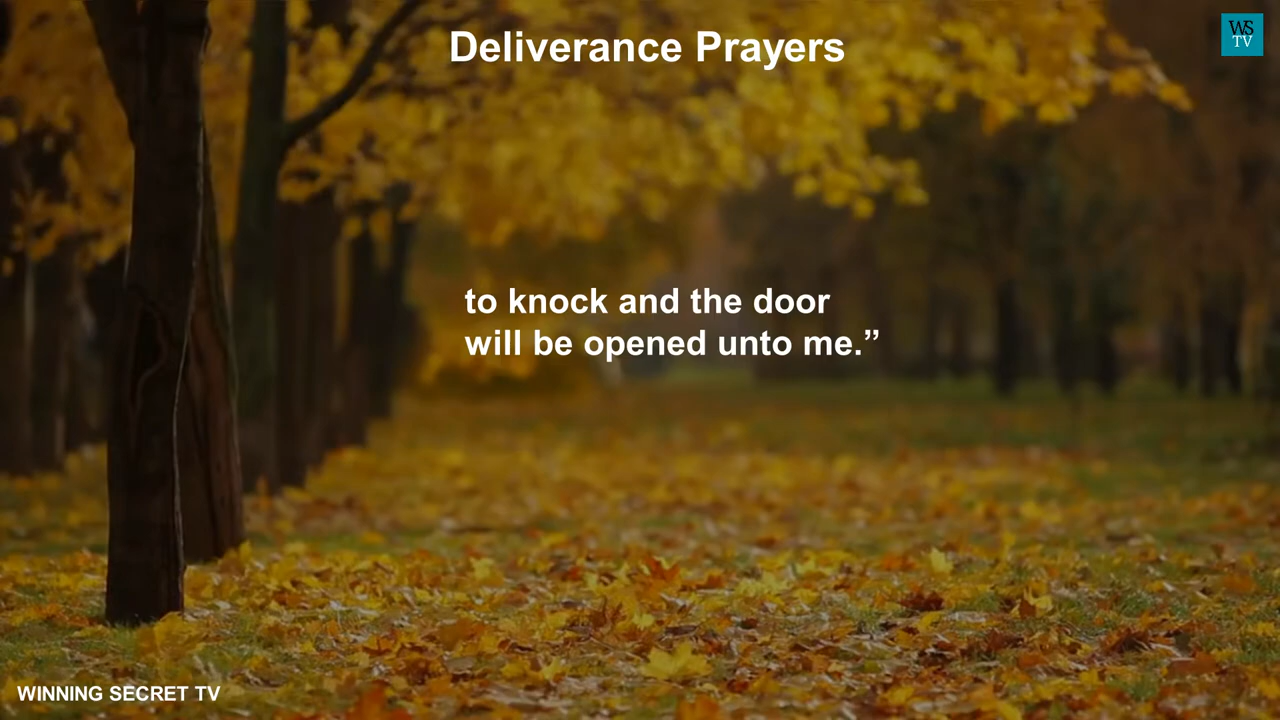 Deliverance Prayers
WS
TV
to knock and the door
will be opened unto me.”
WINNING SECRET TV